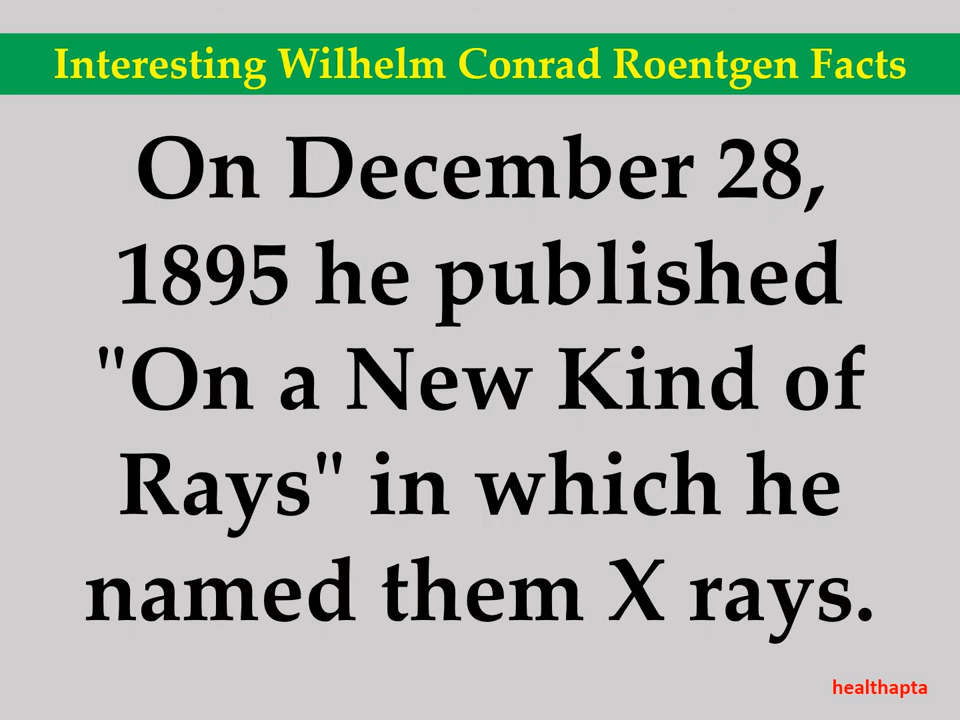 Interesting Wilhelm Conrad Roentgen Facts
On December 28,
1895 he published
"On a New Kind of
Rays" in which he
named them X rays.
healthapta